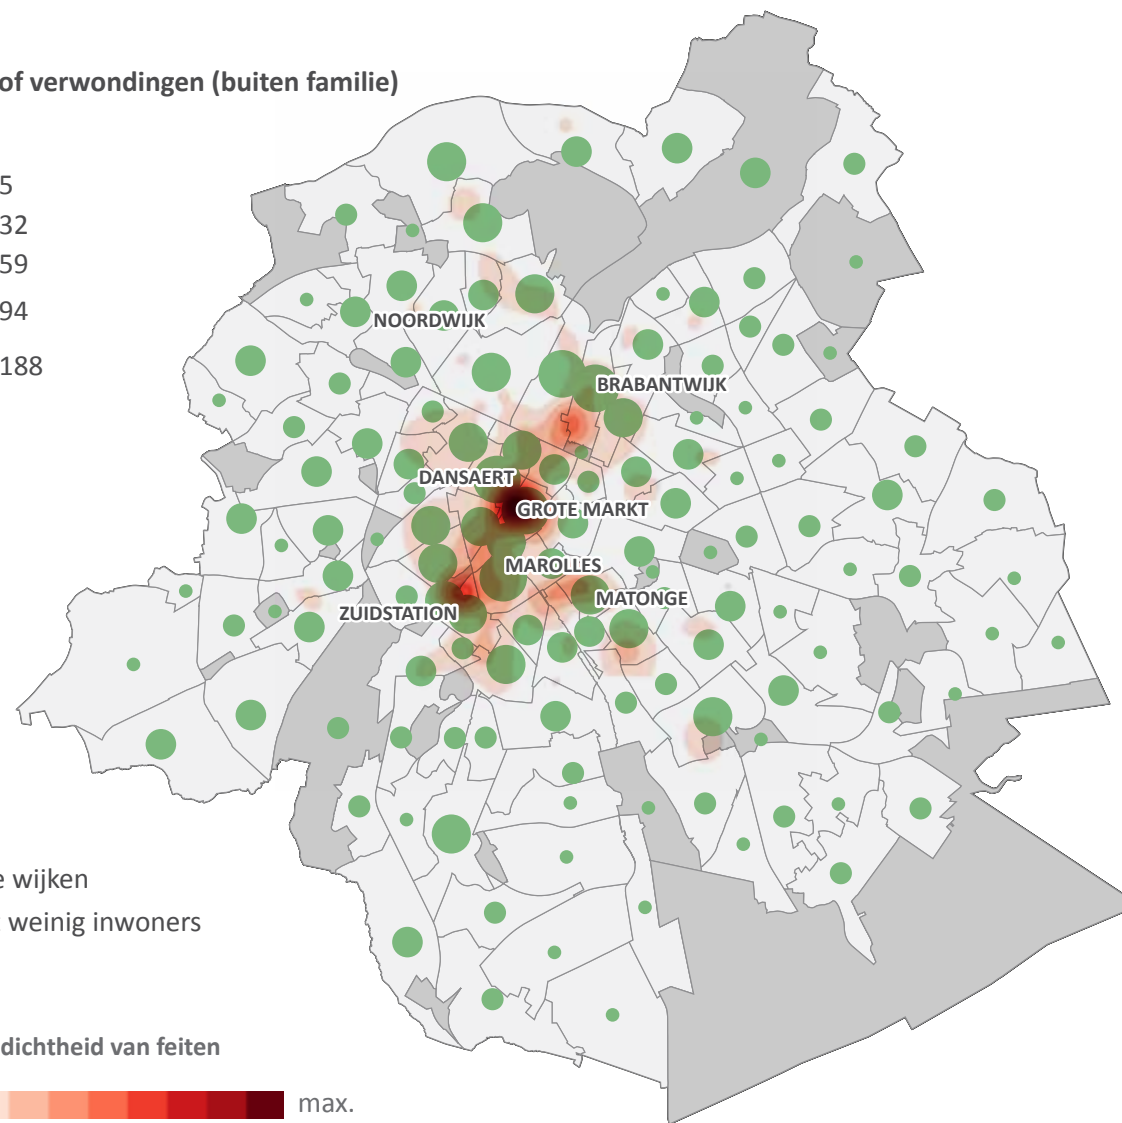 of verwondingen (buiten familie)
5
32
59
94
188
NOORDWIJK
BRABANTWIJK
DANSAERT
GROTE MARKT
MAROLLES
MATONGE
ZUIDSTATION
e wijken
weinig inwoners
dichtheid van feiten
max.